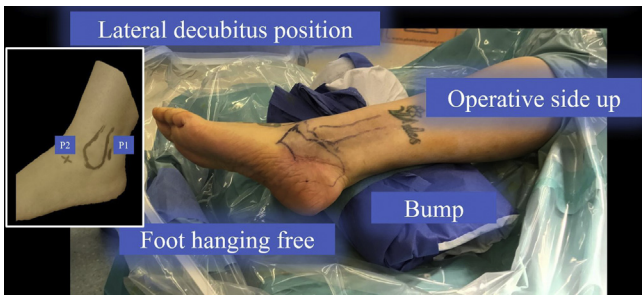 Lateral decubitus position
Operative side up
P2
P1
Bump
Foot hanging free